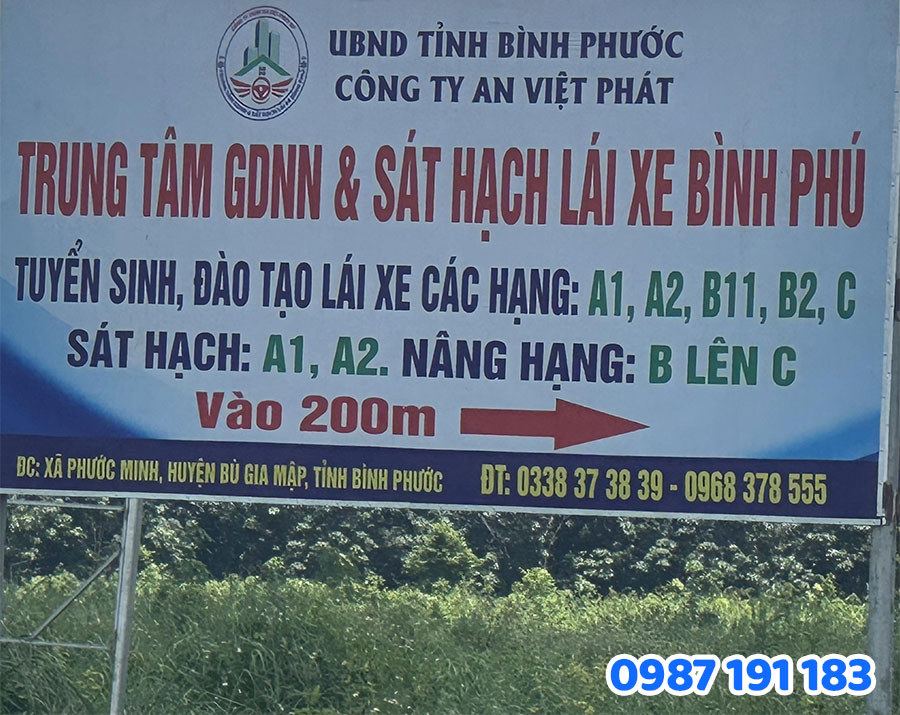 UBND TỈNH BÌNH PHƯỚC
CÔNG TY AN VIỆT PHÁT
TRUNG TÂM GDNN & SÁT HẠCH LÁI XE BÌNH PHÚ
TUYỂN SINH, ĐÀO TẠO LÁI XE CÁC HẠNG: A1, A2, B11, B2, C
SÁT HẠCH: A1, A2. NÂNG HẠNG: B LÊN C
Vào 200m
ĐC: XÃ PHƯỚC MINH, HUYỆN BÙ GIA MẬP, TỈNH BÌNH PHƯỚC ĐT: 0338 37 38 39 - 0968 378 555
0987 191 183